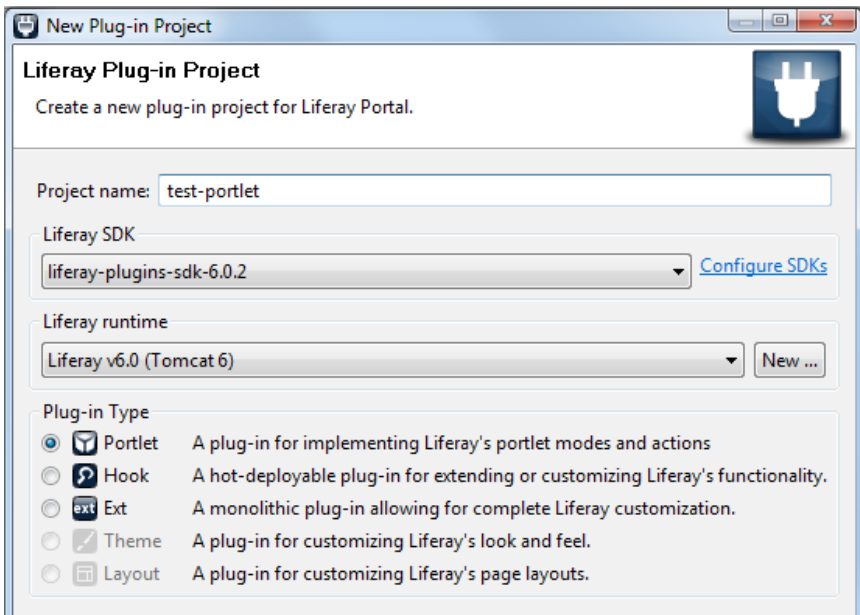 New Plug-in Project
Liferay Plug-in Project
Create a new plug-in project for Liferay Portal.
Project name: test-portlet
Liferay SDK
liferay-plugins-sdk-6.0.2 Configure SDKs
Liferay runtime
Liferay v6.0 (Tomcat 6) New ...
Plug-in Type
Portlet A plug-in for implementing Liferay's portlet modes and actions
Hook A hot-deployable plug-in for extending or customizing Liferay's functionality.
ext Ext A monolithic plug-in allowing for complete Liferay customization.
Theme A plug-in for customizing Liferay's look and feel.
Layout A plug-in for customizing Liferay's page layouts.